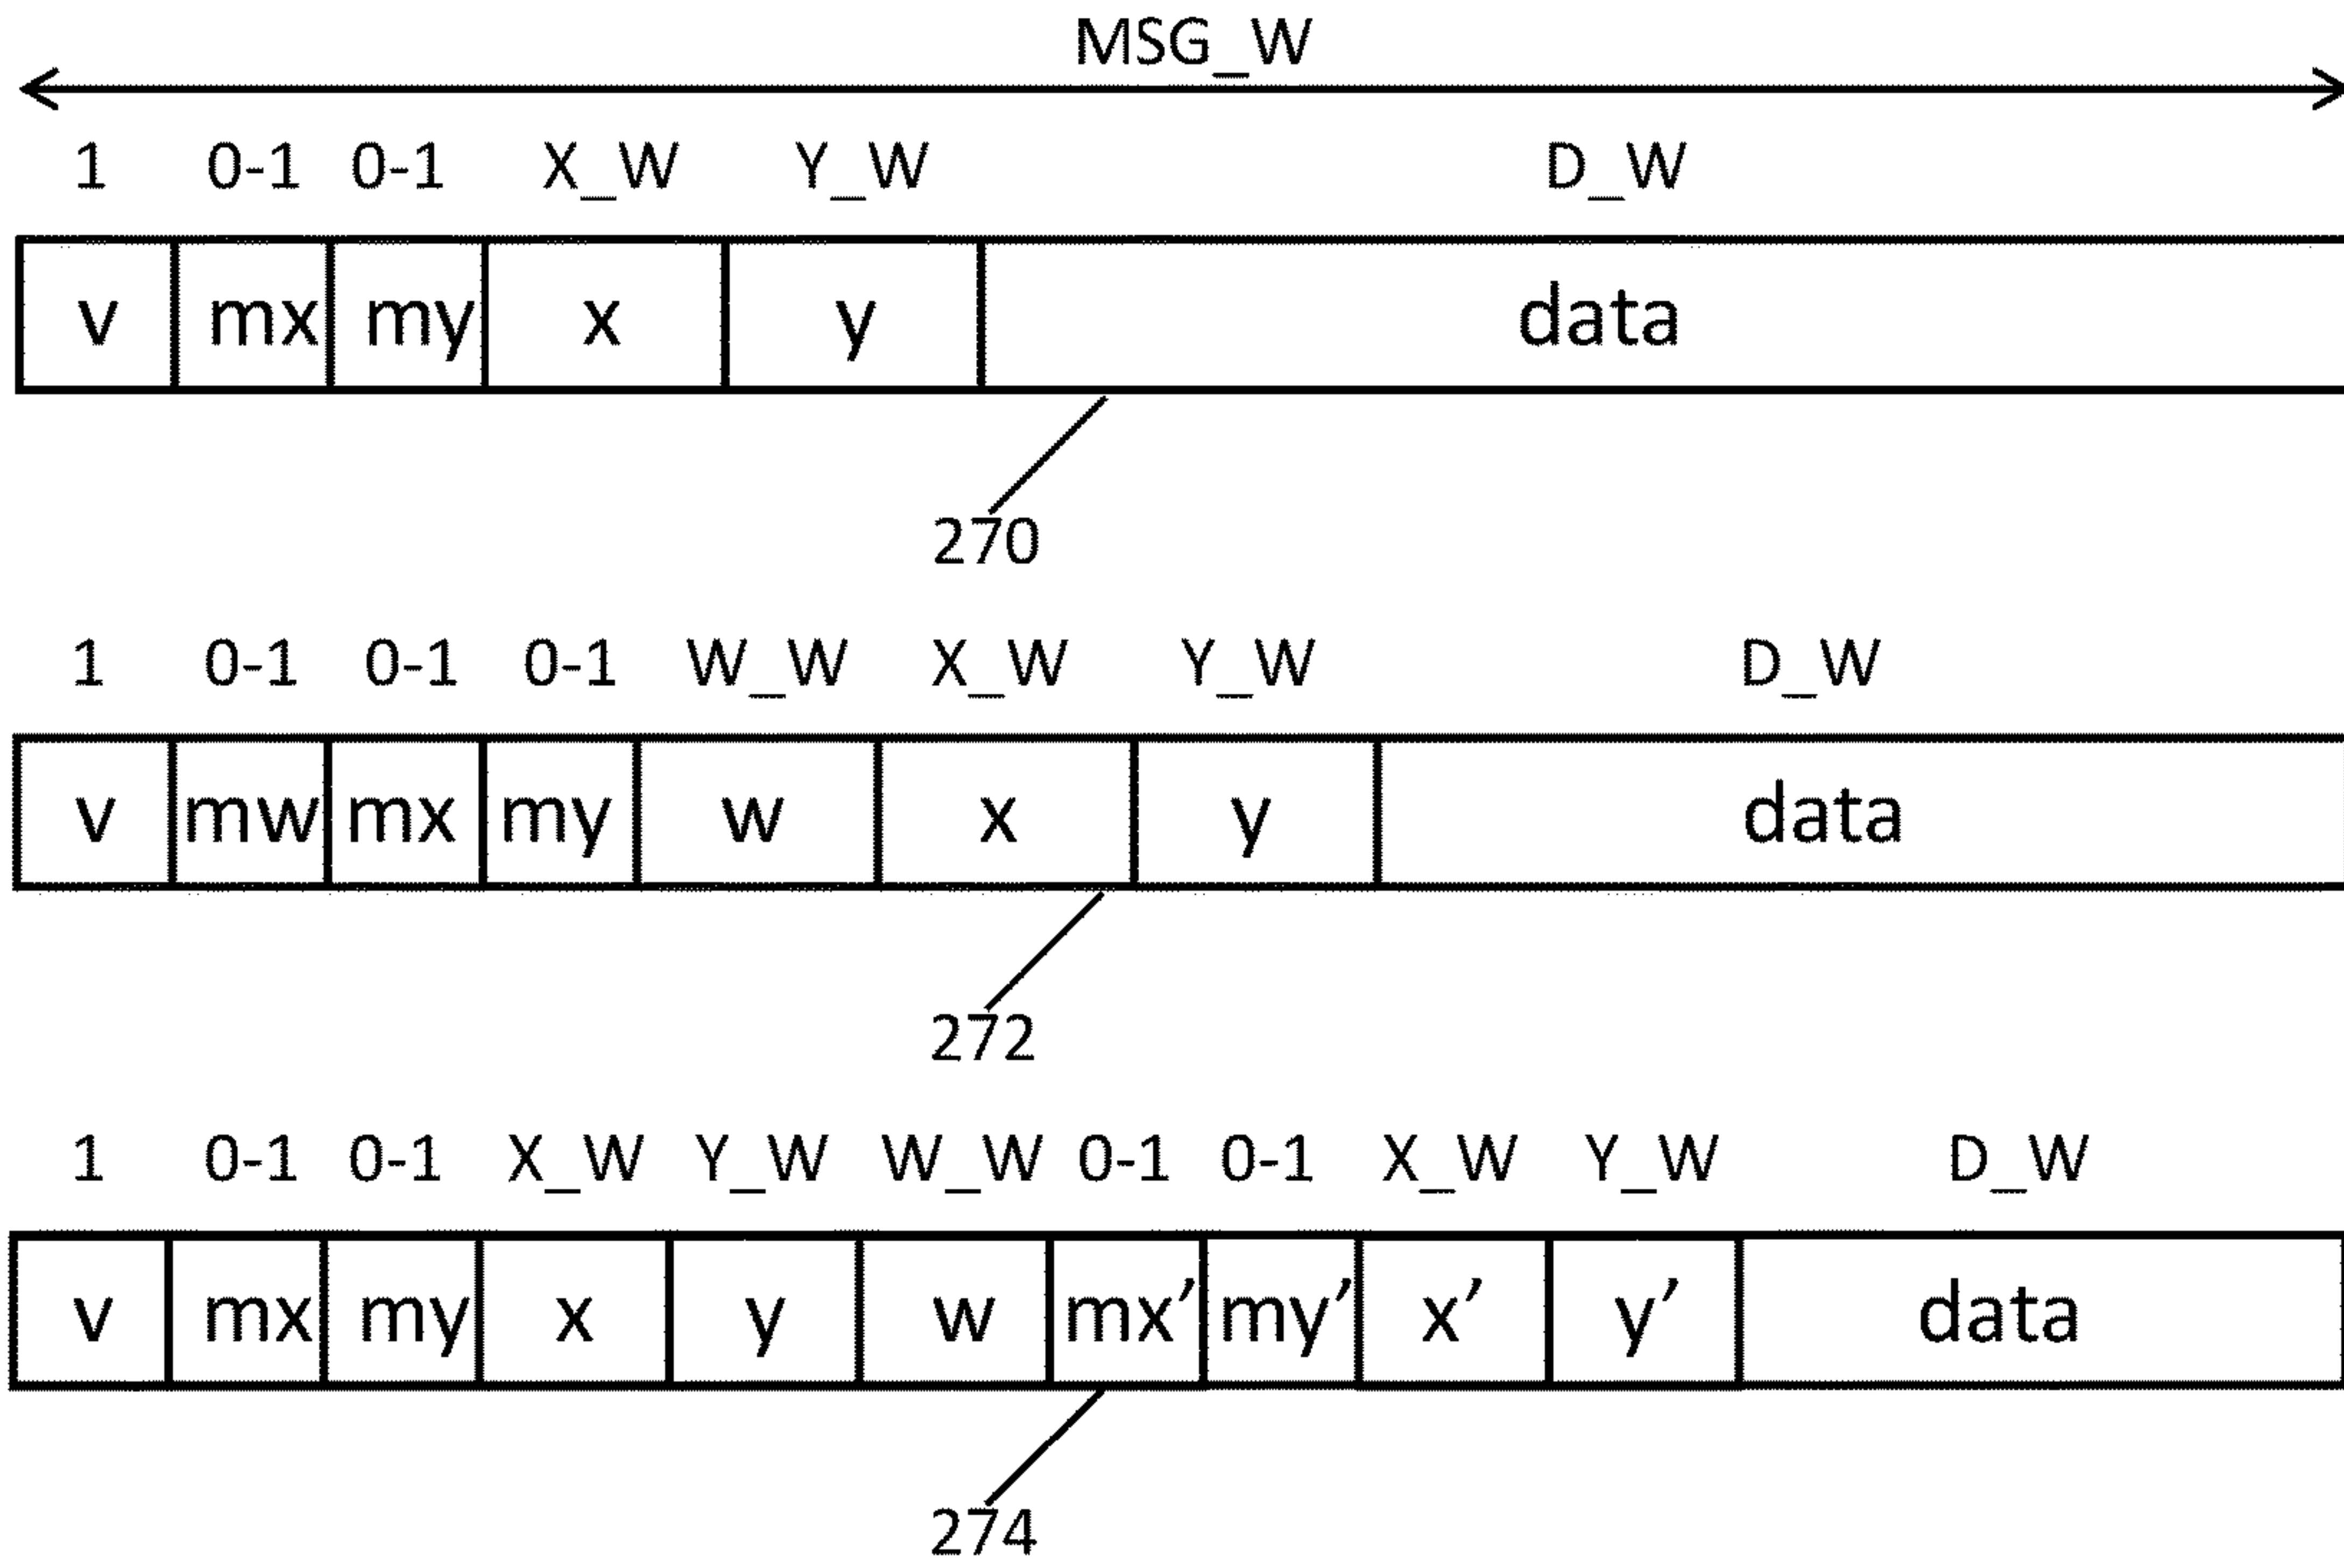 MSG_W
1 0-1 0-1 X_W Y_W D_W
v mx my x y data
270
1 0-1 0-1 0-1 W_W X_W Y_W D_W
v mw mx my w x y data
272
1 0-1 0-1 X_W Y_W W_W 0-1 0-1 X_W Y_W D_W
v mx my x y w mx’ my’ x’ y’ data
274